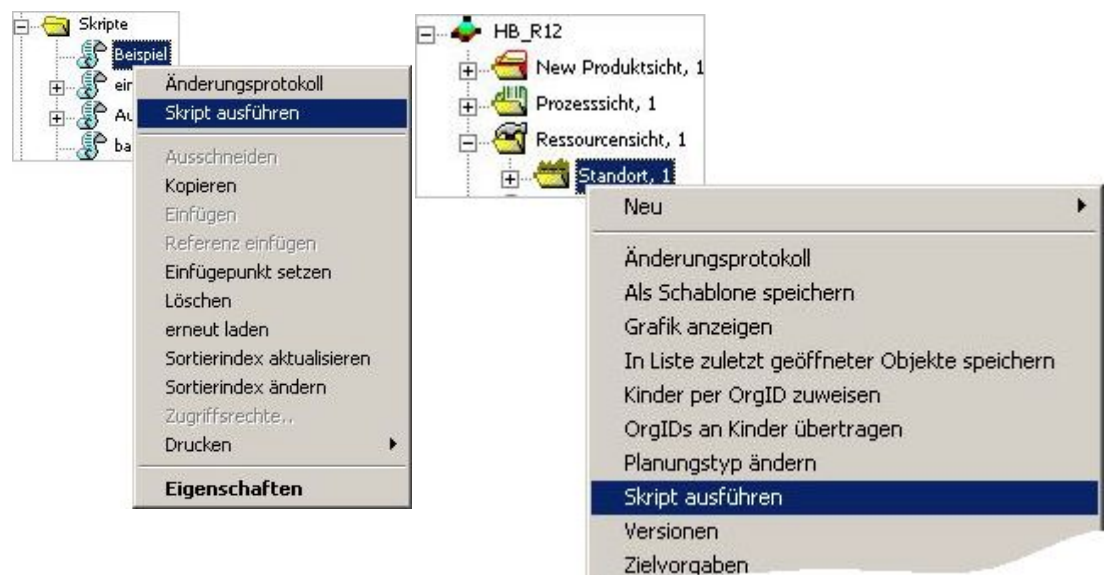 Skripte
Beispiel
Änderungsprotokoll
Skript ausführen
Ausschneiden
Kopieren
Einfügen
Referenz einfügen
Einfügepunkt setzen
Löschen
erneut laden
Sortierindex aktualisieren
Sortierindex ändern
Zugriffsrechte..
Drucken
Eigenschaften
HB_R12
New Produktsicht, 1
Prozesssicht, 1
Ressourcensicht, 1
Standort, 1
Neu
Änderungsprotokoll
Als Schablone speichern
Grafik anzeigen
In Liste zuletzt geöffneter Objekte speichern
Kinder per OrgID zuweisen
OrgIDs an Kinder übertragen
Planungstyp ändern
Skript ausführen
Versionen
Zielvorgaben